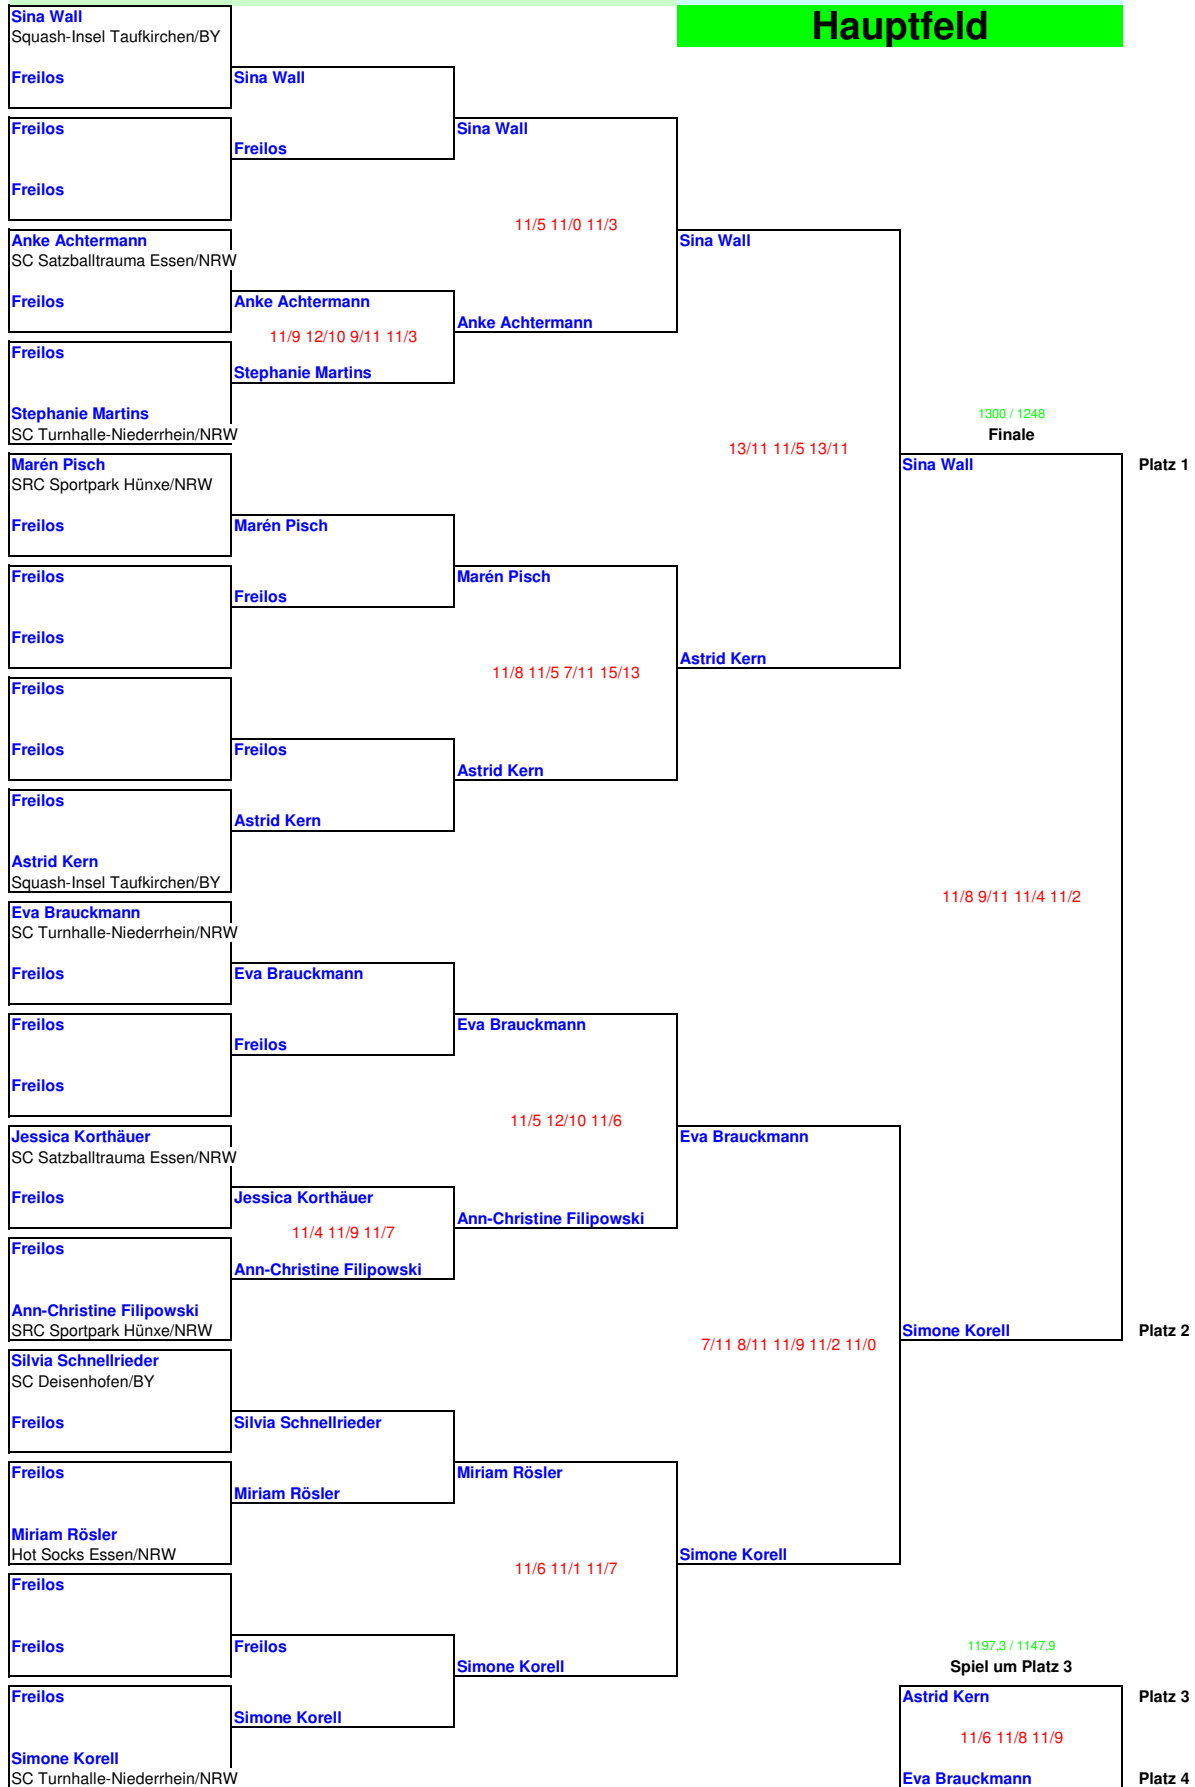 Sina Wall
Squash-Insel Taufkirchen/BY
Hauptfeld
Freilos
Sina Wall
Freilos
Sina Wall
Freilos
Freilos
11/5 11/0 11/3
Anke Achtermann
Sina Wall
SC Satzballtrauma Essen/NRW
Freilos
Anke Achtermann
Anke Achtermann
11/9 12/10 9/11 11/3
Freilos
Stephanie Martins
Stephanie Martins
1300 / 1248
SC Turnhalle-Niederrhein/NRW
Finale
13/11 11/5 13/11
Marén Pisch
Sina Wall
Platz 1
SRC Sportpark Hünxe/NRW
Freilos
Marén Pisch
Freilos
Marén Pisch
Freilos
Freilos
Astrid Kern
11/8 11/5 7/11 15/13
Freilos
Freilos
Freilos
Astrid Kern
Freilos
Astrid Kern
Astrid Kern
Squash-Insel Taufkirchen/BY
11/8 9/11 11/4 11/2
Eva Brauckmann
SC Turnhalle-Niederrhein/NRW
Freilos
Eva Brauckmann
Freilos
Eva Brauckmann
Freilos
Freilos
11/5 12/10 11/6
Jessica Korthäuer
Eva Brauckmann
SC Satzballtrauma Essen/NRW
Freilos
Jessica Korthäuer
Ann-Christine Filipowski
11/4 11/9 11/7
Freilos
Ann-Christine Filipowski
Ann-Christine Filipowski
SRC Sportpark Hünxe/NRW
Simone Korell
Platz 2
7/11 8/11 11/9 11/2 11/0
Silvia Schnellrieder
SC Deisenhofen/BY
Freilos
Silvia Schnellrieder
Freilos
Miriam Rösler
Miriam Rösler
Miriam Rösler
Hot Socks Essen/NRW
Simone Korell
11/6 11/1 11/7
Freilos
Freilos
Freilos
1197,3 / 1147,9
Simone Korell
Spiel um Platz 3
Freilos
Astrid Kern
Platz 3
Simone Korell
11/6 11/8 11/9
Simone Korell
SC Turnhalle-Niederrhein/NRW
Eva Brauckmann
Platz 4